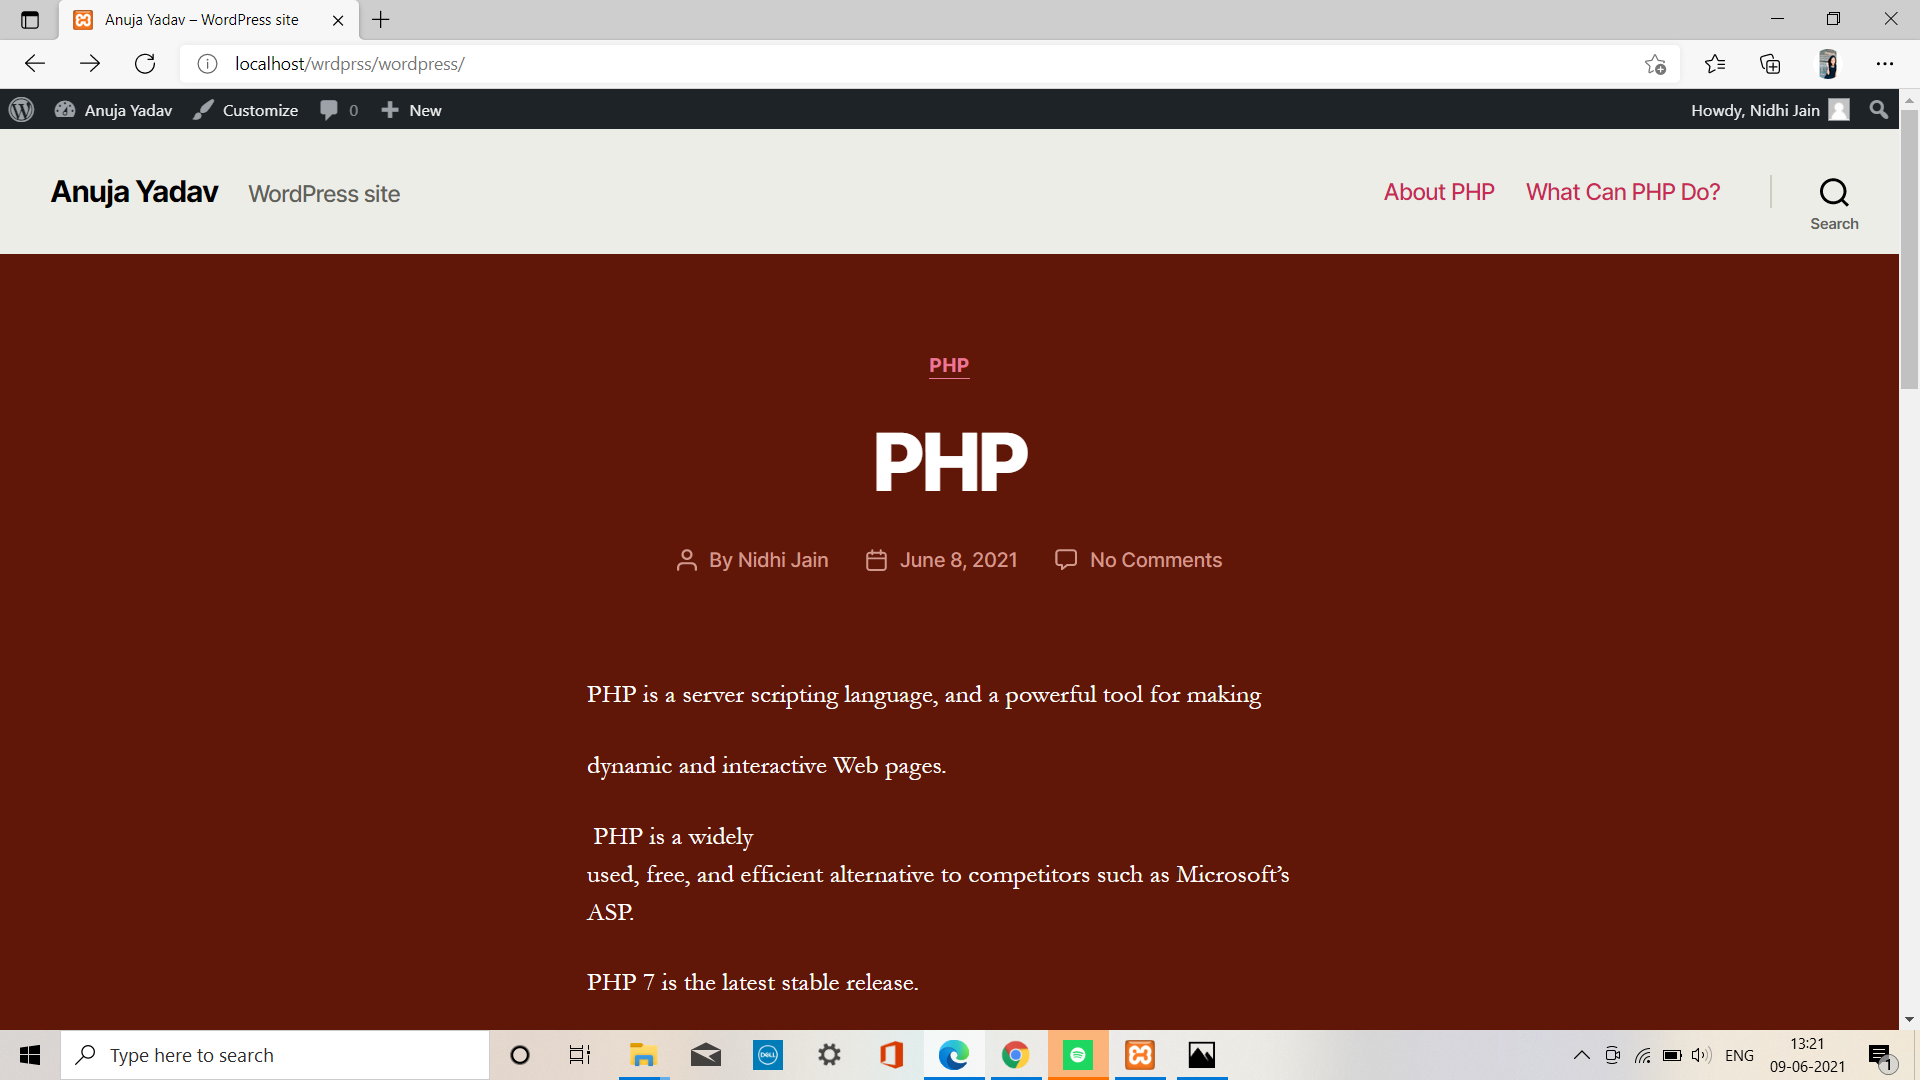 Anuja Yadav – WordPress site
localhost/wrdprss/wordpress/
Anuja Yadav Customize 0 New Howdy, Nidhi Jain
Anuja Yadav WordPress site About PHP What Can PHP Do?
Search
PHP
PHP
By Nidhi Jain June 8, 2021 No Comments
PHP is a server scripting language, and a powerful tool for making
dynamic and interactive Web pages.
PHP is a widely
used, free, and efficient alternative to competitors such as Microsoft’s
ASP.
PHP 7 is the latest stable release.
Type here to search DELL ENG 13:21
09-06-2021 1